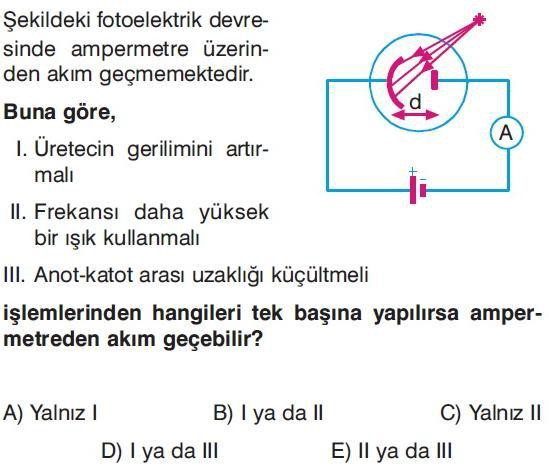 Şekildeki fotoelektrik devre-
sinde ampermetre üzerin-
den akım geçmemektedir.
Buna göre,
I. Üretecin gerilimini artır-
malı
II. Frekansı daha yüksek
bir ışık kullanmalı
III. Anot-katot arası uzaklığı küçültmeli
işlemlerinden hangileri tek başına yapılırsa amper-
metreden akım geçebilir?
d
A
+
-
A) Yalnız I B) I ya da II C) Yalnız II
D) I ya da III E) II ya da III